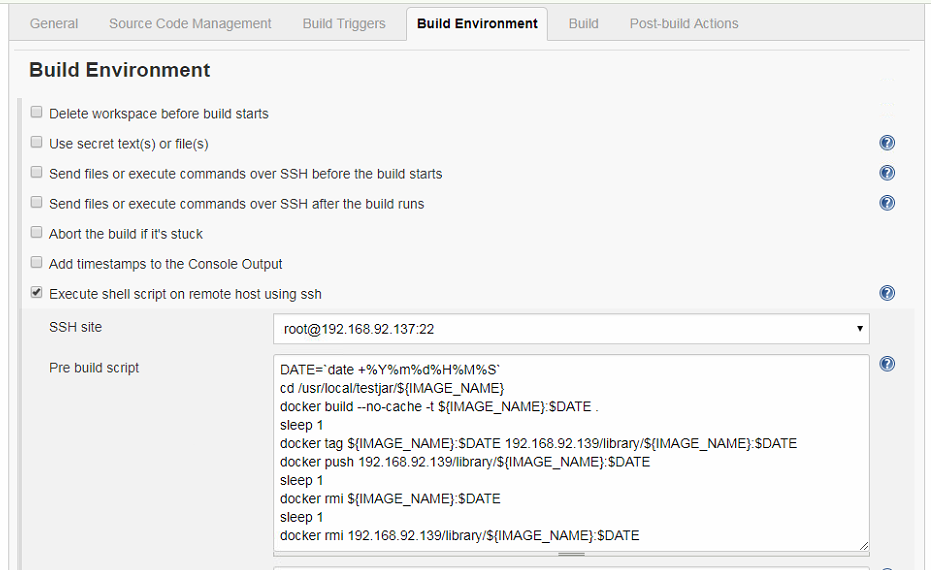 General Source Code Management Build Triggers Build Environment Build Post-build Actions
Build Environment
Delete workspace before build starts
Use secret text(s) or file(s)
Send files or execute commands over SSH before the build starts
Send files or execute commands over SSH after the build runs
Abort the build if it's stuck
Add timestamps to the Console Output
Execute shell script on remote host using ssh
SSH site root@192.168.92.137:22
Pre build script
DATE=`date +%Y%m%d%H%M%S`
cd /usr/local/testjar/${IMAGE_NAME}
docker build --no-cache -t ${IMAGE_NAME}:$DATE .
sleep 1
docker tag ${IMAGE_NAME}:$DATE 192.168.92.139/library/${IMAGE_NAME}:$DATE
docker push 192.168.92.139/library/${IMAGE_NAME}:$DATE
sleep 1
docker rmi ${IMAGE_NAME}:$DATE
sleep 1
docker rmi 192.168.92.139/library/${IMAGE_NAME}:$DATE